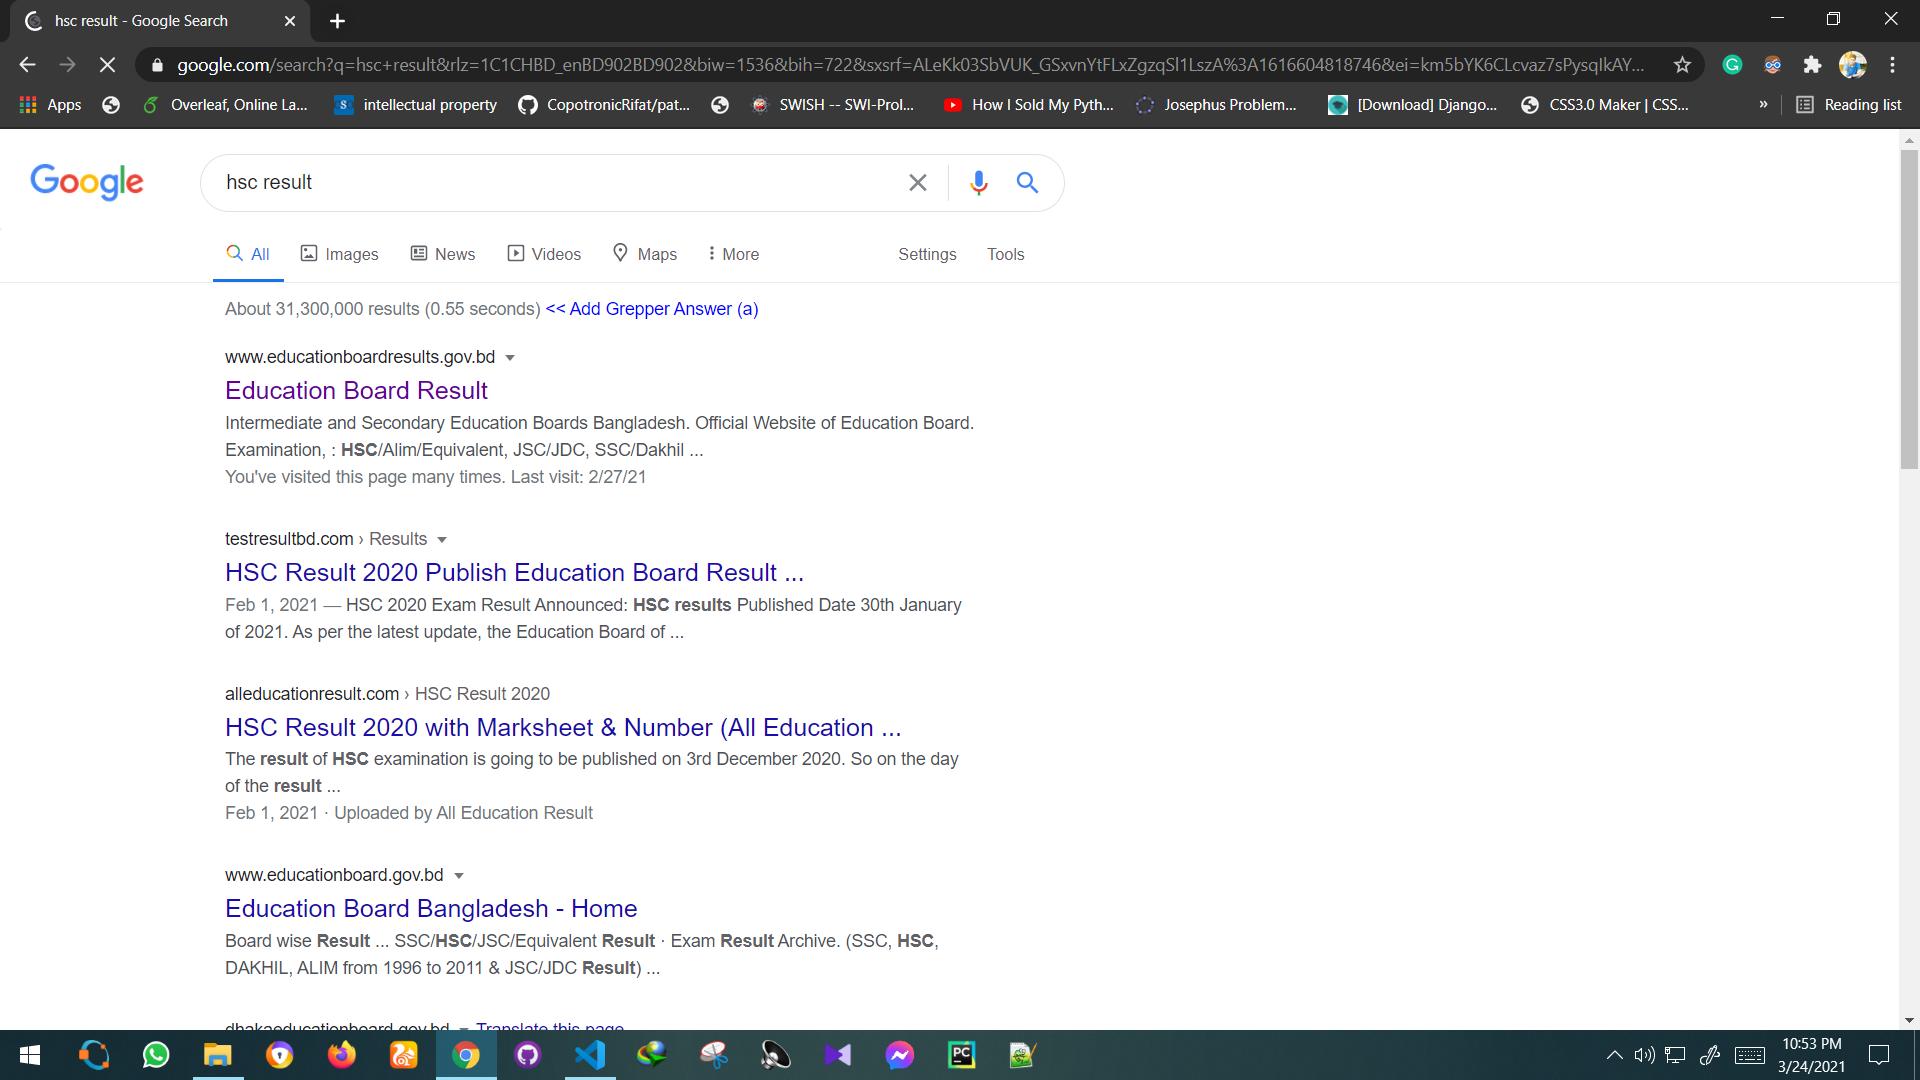 hsc result - Google Search
google.com/search?q=hsc+result&rlz=1C1CHBD_enBD902BD902&biw=1536&bih=722&sxsrf=ALeKk03SbVUK_GSxvnYtFLxZgzqSl1LszA%3A1616604818746&ei=km5bYK6CLcvaz7sPysqIkAY...
Apps Overleaf, Online La... intellectual property CopotronicRifat/pat... SWISH -- SWI-Prol... How I Sold My Pyth... Josephus Problem... [Download] Django... CSS3.0 Maker | CSS... » Reading list
Google
hsc result
All Images News Videos Maps More Settings Tools
About 31,300,000 results (0.55 seconds) << Add Grepper Answer (a)
www.educationboardresults.gov.bd
Education Board Result
Intermediate and Secondary Education Boards Bangladesh. Official Website of Education Board.
Examination, : HSC/Alim/Equivalent, JSC/JDC, SSC/Dakhil ...
You've visited this page many times. Last visit: 2/27/21
testresultbd.com › Results
HSC Result 2020 Publish Education Board Result ...
Feb 1, 2021 — HSC 2020 Exam Result Announced: HSC results Published Date 30th January
of 2021. As per the latest update, the Education Board of ...
alleducationresult.com › HSC Result 2020
HSC Result 2020 with Marksheet & Number (All Education ...
The result of HSC examination is going to be published on 3rd December 2020. So on the day
of the result ...
Feb 1, 2021 · Uploaded by All Education Result
www.educationboard.gov.bd
Education Board Bangladesh - Home
Board wise Result ... SSC/HSC/JSC/Equivalent Result · Exam Result Archive. (SSC, HSC,
DAKHIL, ALIM from 1996 to 2011 & JSC/JDC Result) ...
dhakaeducationboard.gov.bd Translate this page
10:53 PM
3/24/2021